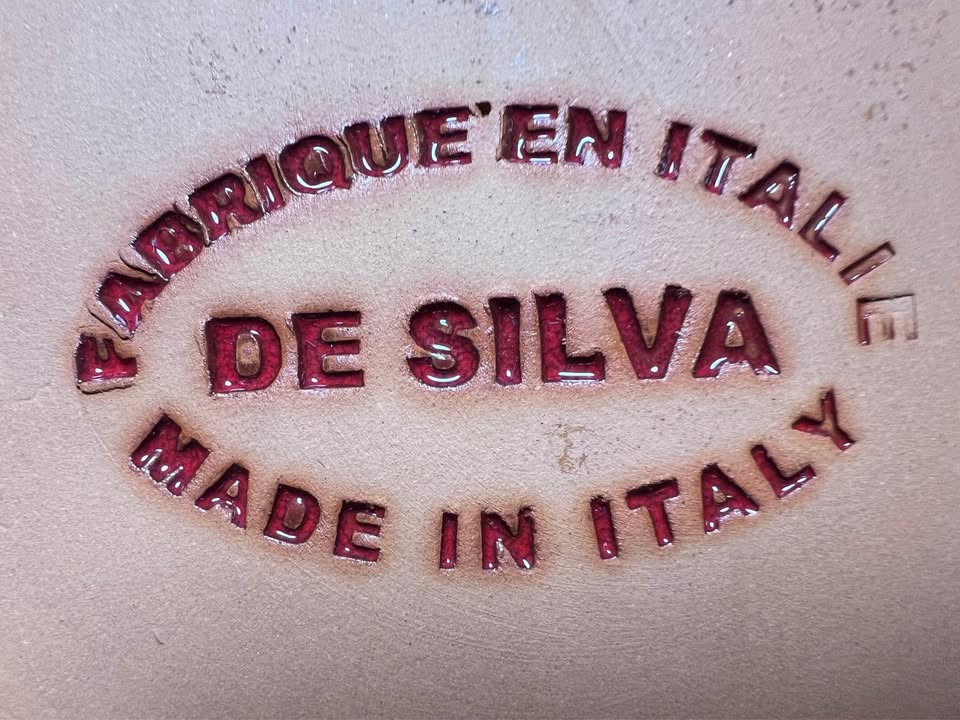 FABRIQUE EN ITALIE
DE SILVA
MADE IN ITALY